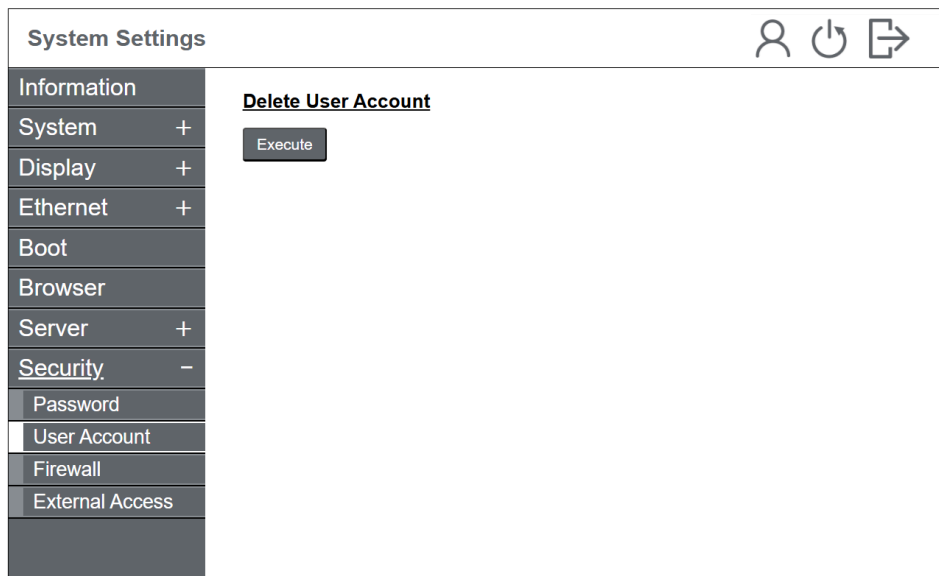 System Settings
Information
System +
Display +
Ethernet +
Boot
Browser
Server +
Security -
Password
User Account
Firewall
External Access
Delete User Account
Execute